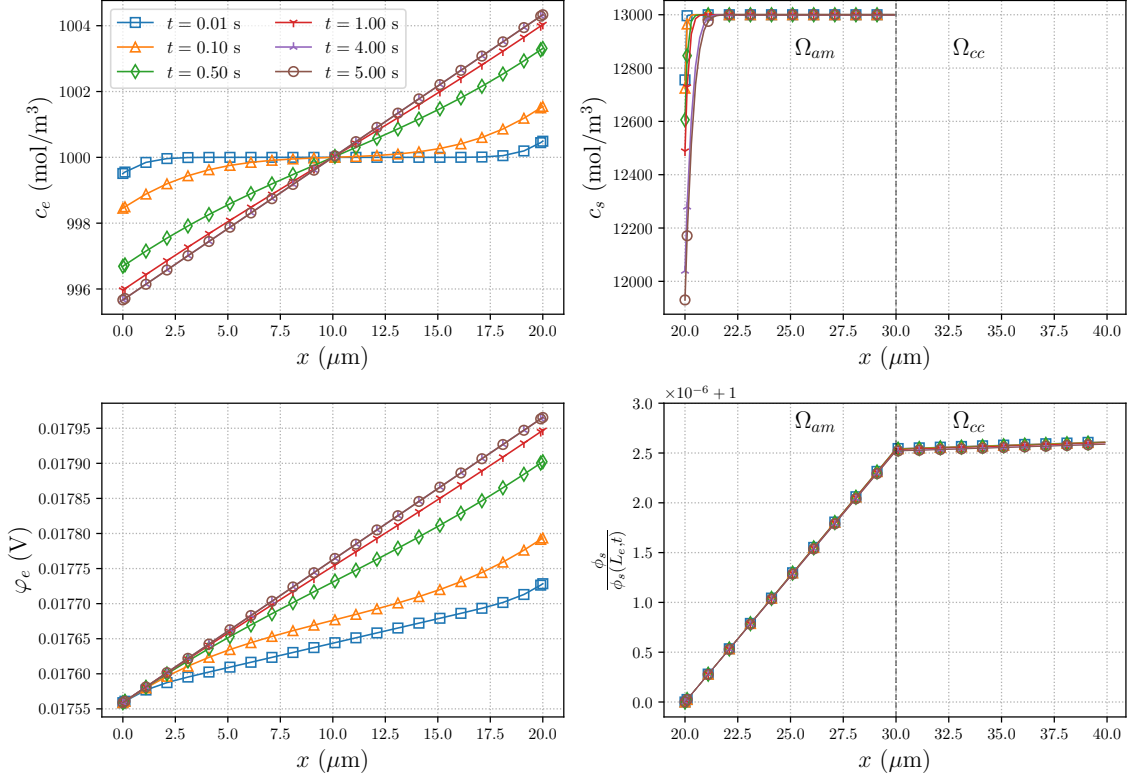 1004
1002
1000
998
996
c_e (mol/m³)
t = 0.01 s
t = 0.10 s
t = 0.50 s
t = 1.00 s
t = 4.00 s
t = 5.00 s
0.0 2.5 5.0 7.5 10.0 12.5 15.0 17.5 20.0
x (μm)
13000
12800
12600
12400
12200
12000
c_s (mol/m³)
Ω_am Ω_cc
20.0 22.5 25.0 27.5 30.0 32.5 35.0 37.5 40.0
x (μm)
0.01795
0.01790
0.01785
0.01780
0.01775
0.01770
0.01765
0.01760
0.01755
φ_e (V)
0.0 2.5 5.0 7.5 10.0 12.5 15.0 17.5 20.0
x (μm)
×10⁻⁶ + 1
3.0
2.5
2.0
1.5
1.0
0.5
0.0
ϕ_s
ϕ_s(L_e,t)
Ω_am Ω_cc
20.0 22.5 25.0 27.5 30.0 32.5 35.0 37.5 40.0
x (μm)